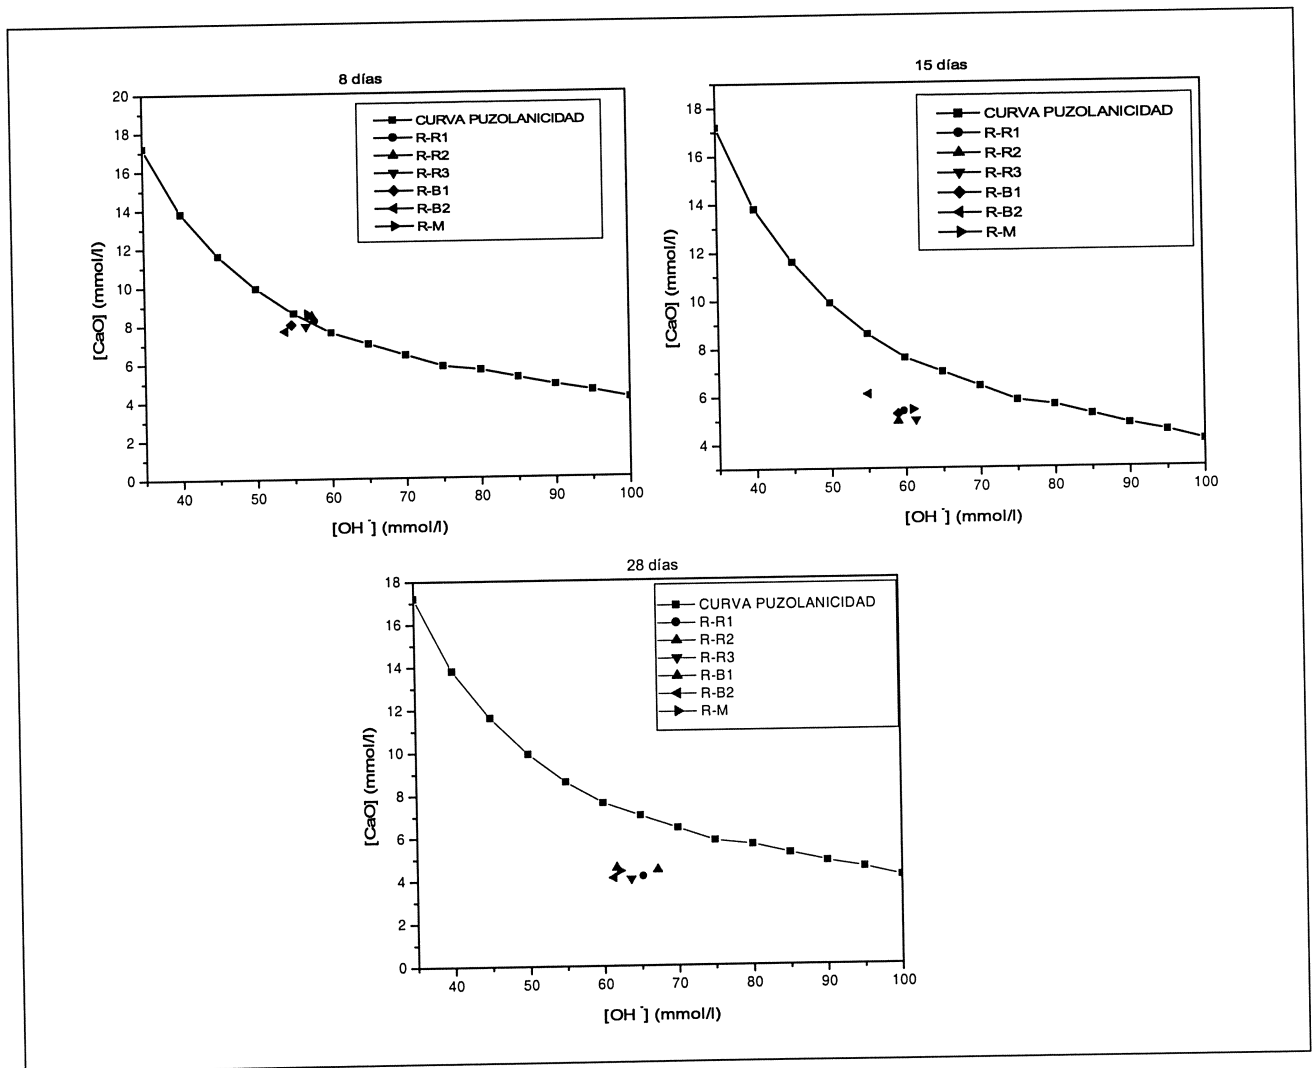 8 días
20
18
16
14
12
10
8
6
4
2
0
[CaO] (mmol/l)
CURVA PUZOLANICIDAD
R-R1
R-R2
R-R3
R-B1
R-B2
R-M
40 50 60 70 80 90 100
[OH⁻] (mmol/l)
15 días
18
16
14
12
10
8
6
4
[CaO] (mmol/l)
CURVA PUZOLANICIDAD
R-R1
R-R2
R-R3
R-B1
R-B2
R-M
40 50 60 70 80 90 100
[OH⁻] (mmol/l)
28 días
18
16
14
12
10
8
6
4
2
0
[CaO] (mmol/l)
CURVA PUZOLANICIDAD
R-R1
R-R2
R-R3
R-B1
R-B2
R-M
40 50 60 70 80 90 100
[OH⁻] (mmol/l)